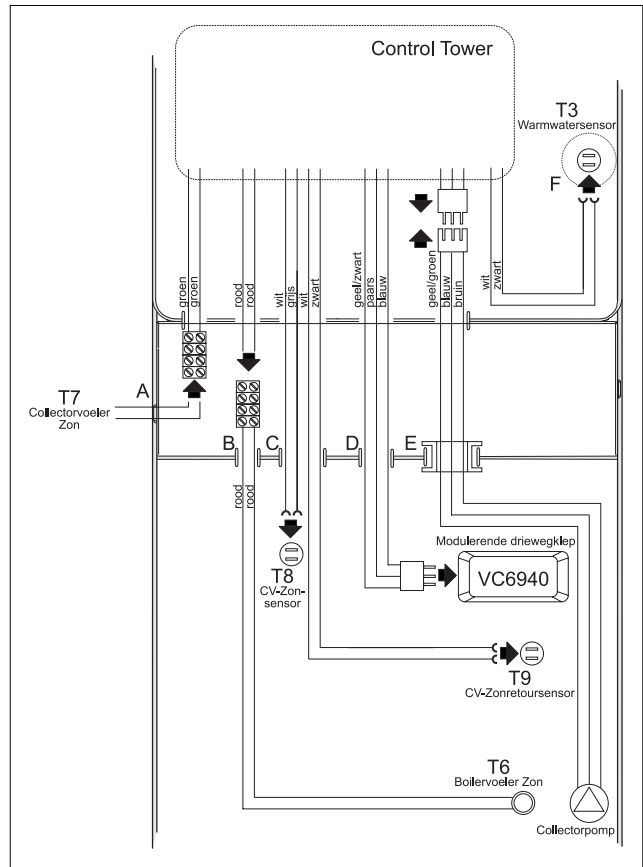 Control Tower
T3
Warmwatersensor
F
groen
groen
rood
rood
wit
grijs
wit
zwart
geel/zwart
paars
blauw
geel/groen
blauw
bruin
wit
zwart
A
T7
Collectorvoeler
Zon
B
C
D
E
rood
rood
T8
CV-Zon-
sensor
Modulerende driewegklep
VC6940
T9
CV-Zonretoursensor
T6
Boilervoeler Zon
Collectorpomp